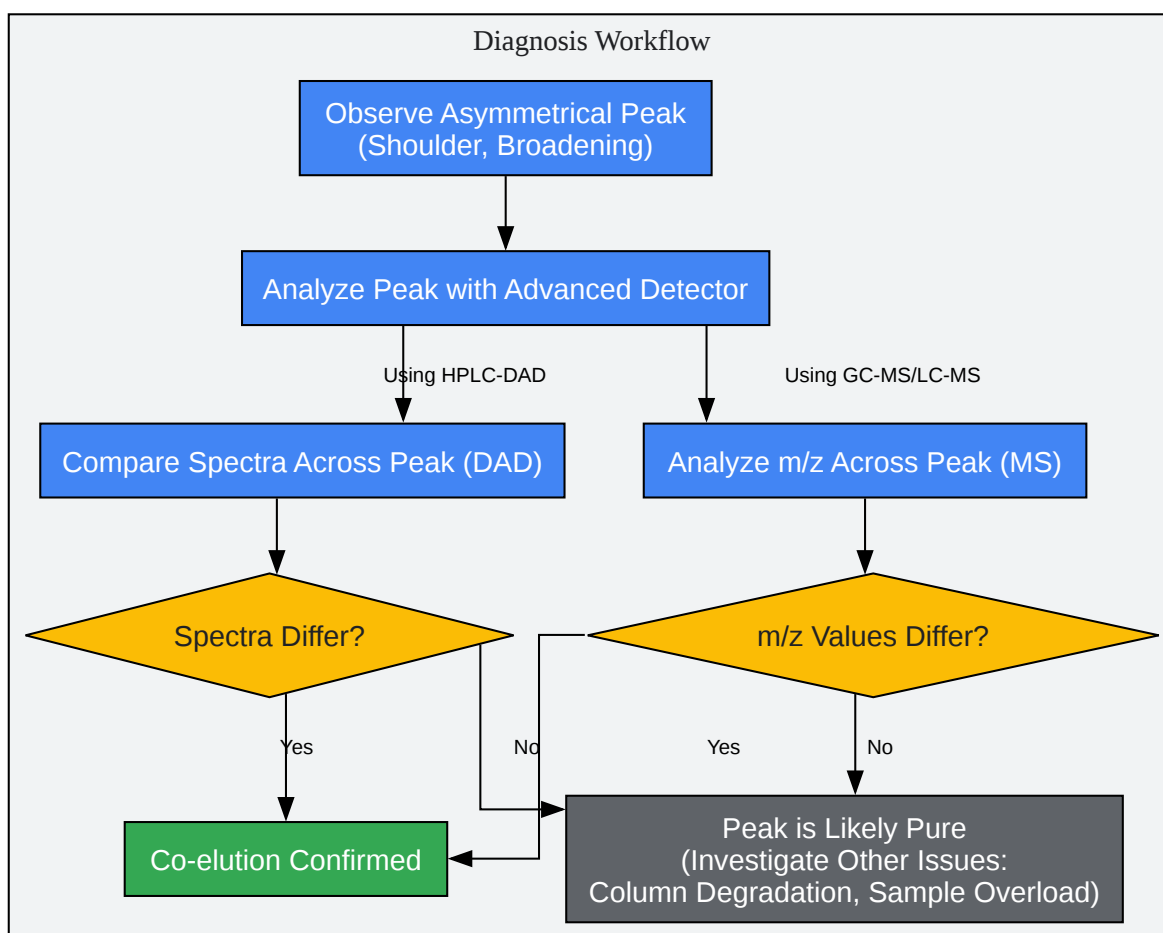 Diagnosis Workflow
Observe Asymmetrical Peak
(Shoulder, Broadening)
Analyze Peak with Advanced Detector
Using HPLC-DAD
Using GC-MS/LC-MS
Compare Spectra Across Peak (DAD)
Analyze m/z Across Peak (MS)
Spectra Differ?
m/z Values Differ?
Yes
No
Yes
No
Co-elution Confirmed
Peak is Likely Pure
(Investigate Other Issues:
Column Degradation, Sample Overload)